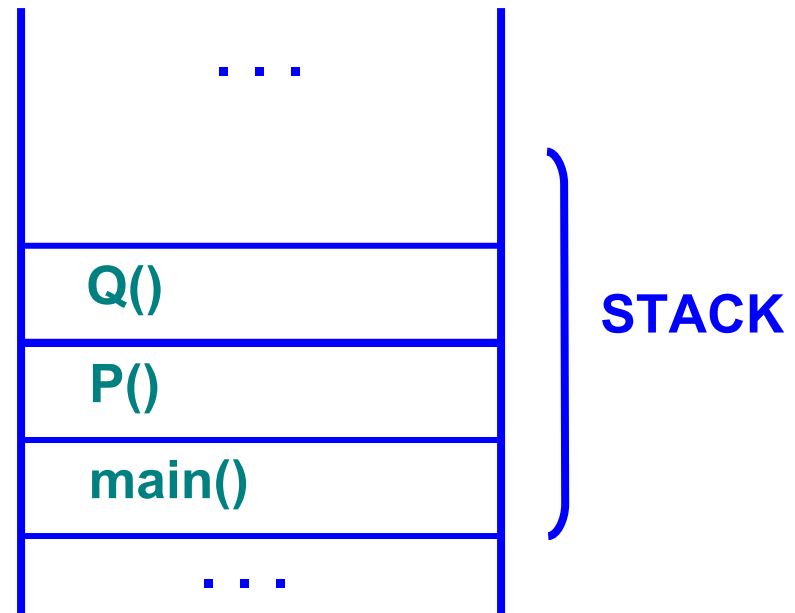 . . .
Q()
STACK
P()
main()
. . .